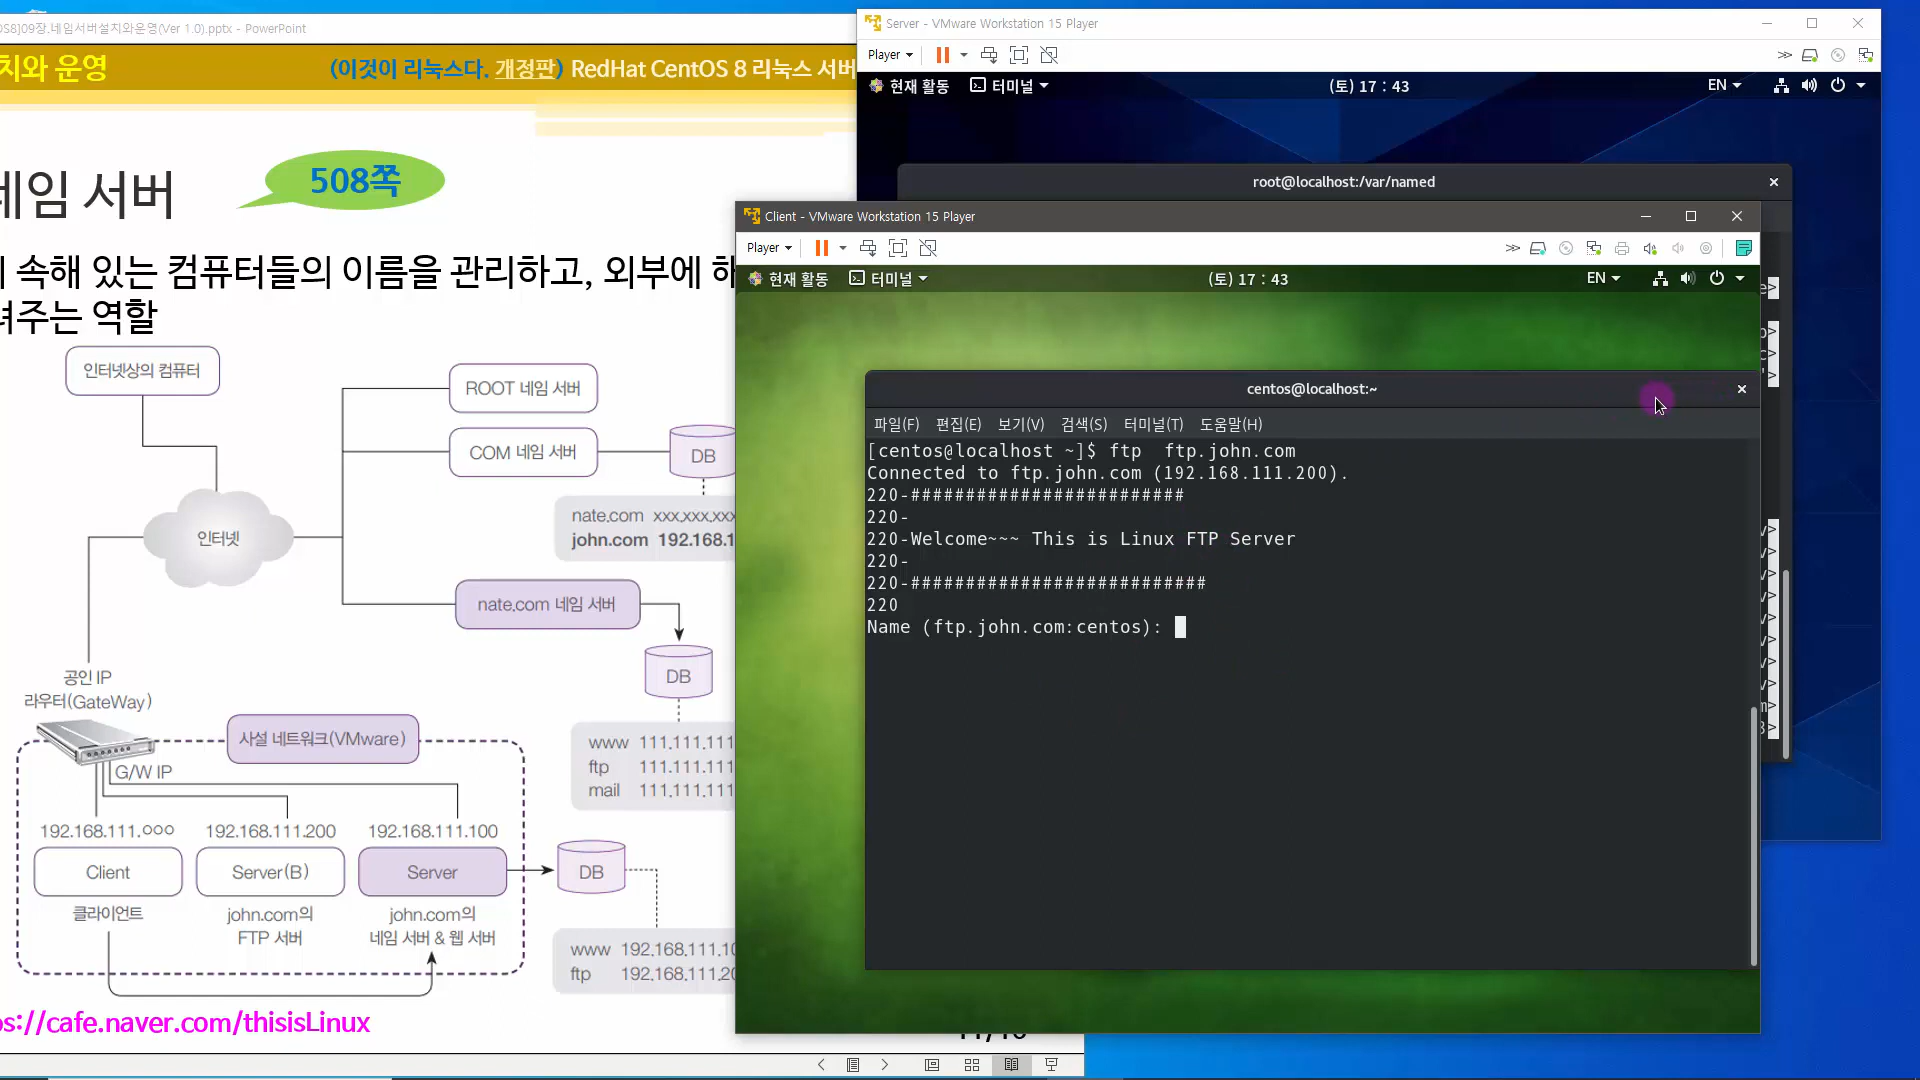 OS8]09장.네임서버설치와운영(Ver 1.0).pptx - PowerPoint
치와 운영
(이것이 리눅스다. 개정판) RedHat CentOS 8 리눅스 서버
네임 서버
508쪽
속해 있는 컴퓨터들의 이름을 관리하고, 외부에 해
려주는 역할
인터넷상의 컴퓨터
ROOT 네임 서버
COM 네임 서버
DB
nate.com xxx.xxx.xxx
john.com 192.168.1
인터넷
nate.com 네임 서버
DB
공인 IP
라우터(GateWay)
www 111.111.111
ftp 111.111.111
mail 111.111.111
사설 네트워크(VMware)
G/W IP
192.168.111.○○○
192.168.111.200
192.168.111.100
Client
Server(B)
Server
DB
클라이언트
john.com의
FTP 서버
john.com의
네임 서버 & 웹 서버
www 192.168.111.10
ftp 192.168.111.20
os://cafe.naver.com/thisisLinux
Server - VMware Workstation 15 Player
Player
현재 활동
터미널
(토) 17 : 43
EN
root@localhost:/var/named
Client - VMware Workstation 15 Player
Player
현재 활동
터미널
(토) 17 : 43
EN
centos@localhost:~
파일(F) 편집(E) 보기(V) 검색(S) 터미널(T) 도움말(H)
[centos@localhost ~]$ ftp  ftp.john.com
Connected to ftp.john.com (192.168.111.200).
220-#########################
220-
220-Welcome~~~ This is Linux FTP Server
220-
220-###########################
220
Name (ftp.john.com:centos):